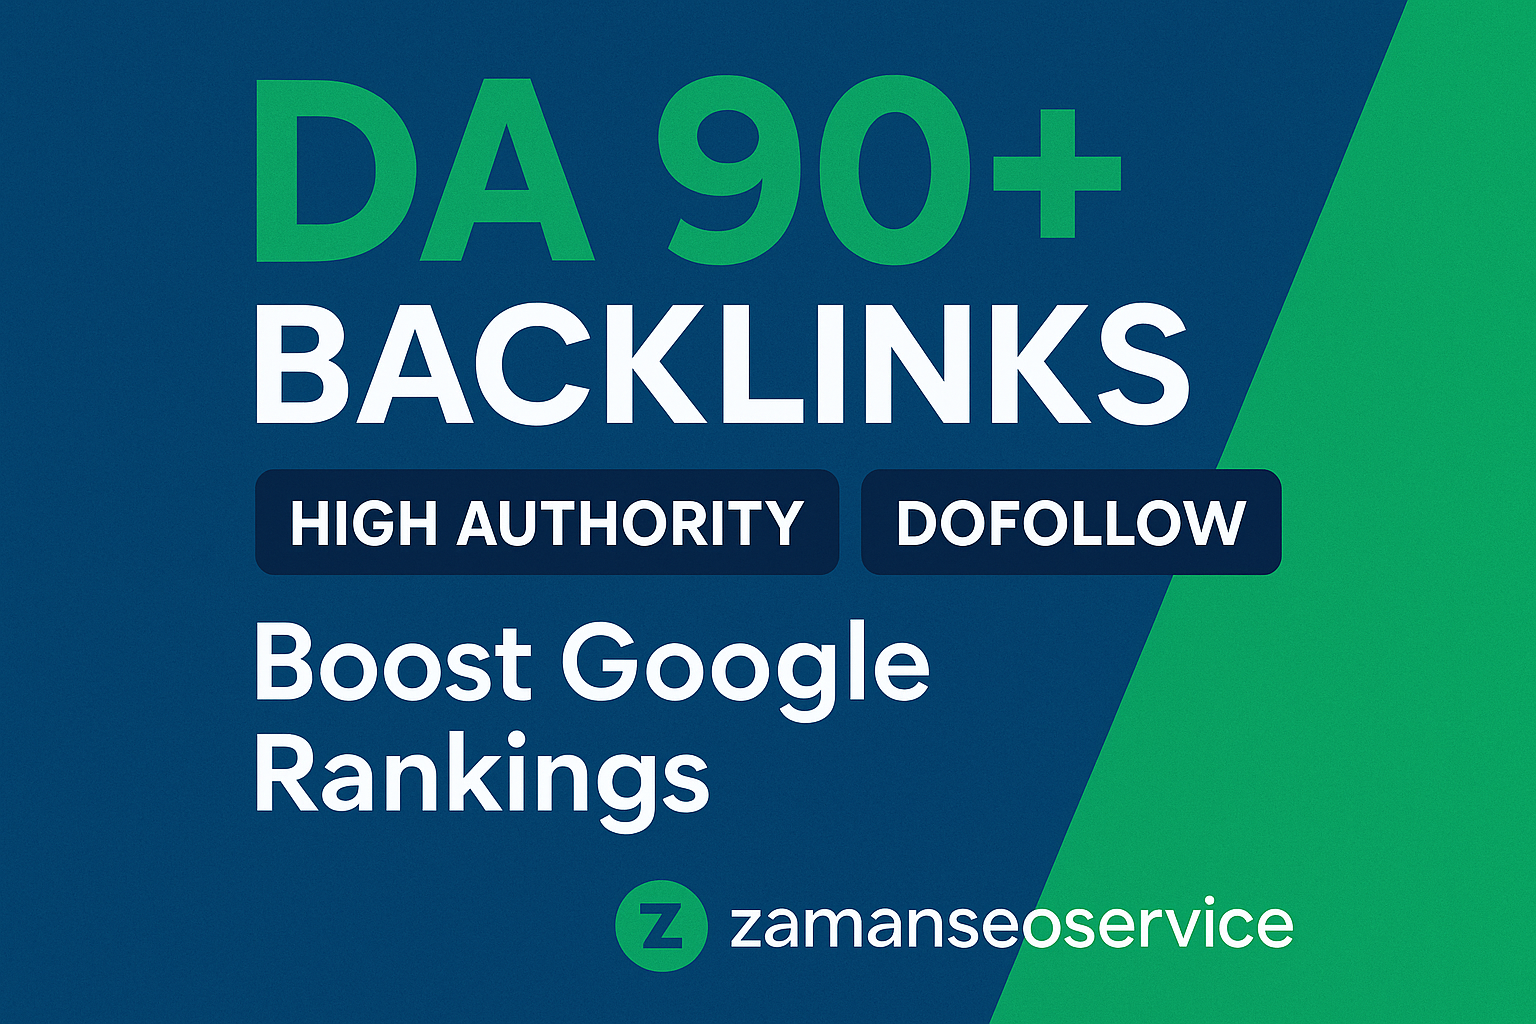 DA 90+
BACKLINKS
HIGH AUTHORITY DOFOLLOW
Boost Google
Rankings
Z zamanseoservice